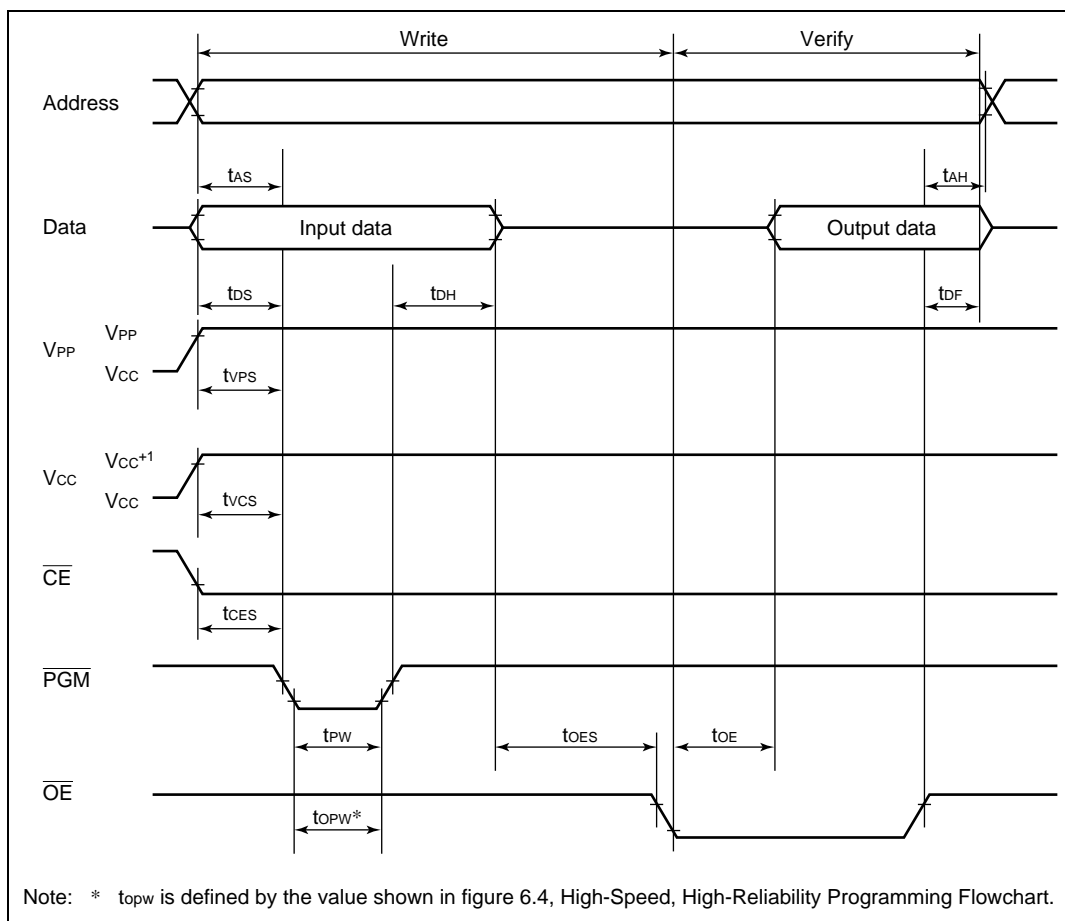 Write Verify
Address
tAS tAH
Data Input data Output data
tDS tDH tDF
VPP VPP
VCC
tVPS
VCC VCC+1
VCC
tVCS
CE
tCES
PGM
tPW tOES tOE
OE
tOPW*
Note: * topw is defined by the value shown in figure 6.4, High-Speed, High-Reliability Programming Flowchart.